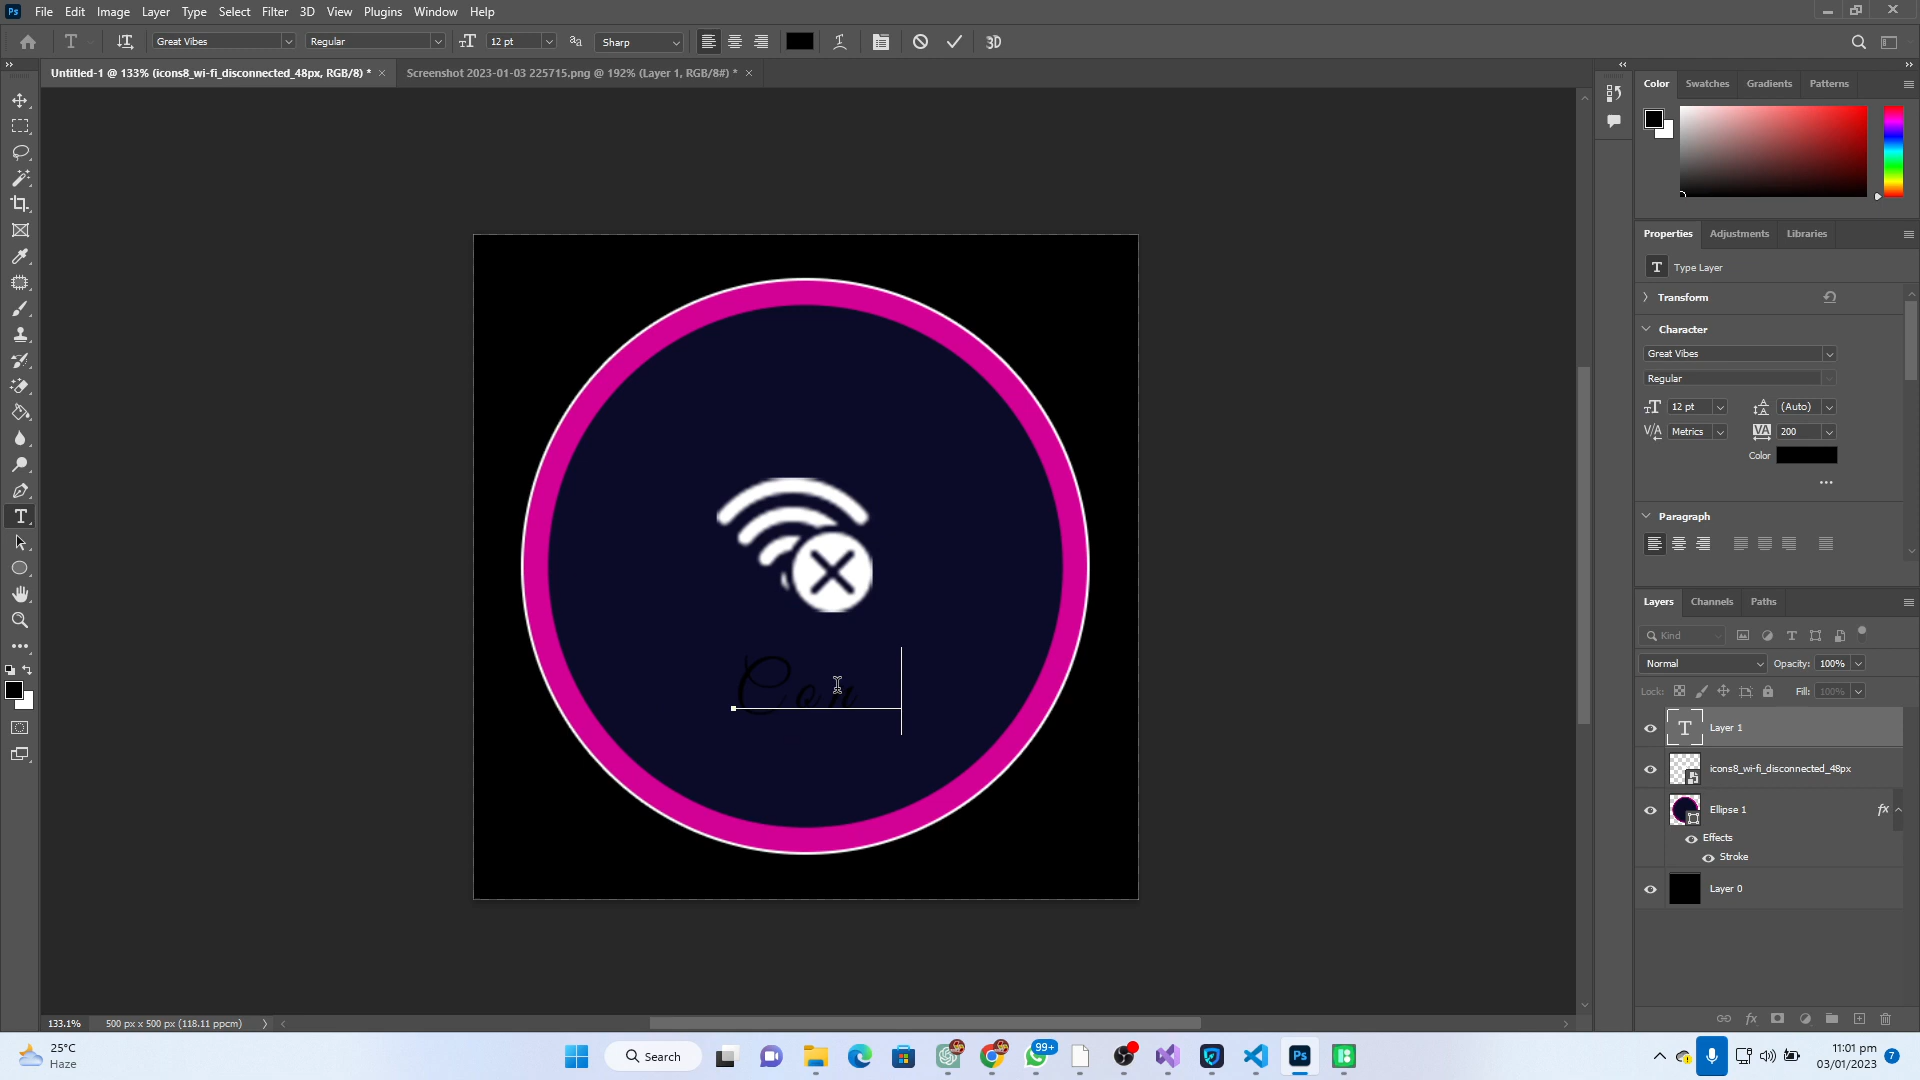 Ps File Edit Image Layer Type Select Filter 3D View Plugins Window Help
T Great Vibes Regular 12 pt aa Sharp 3D
Untitled-1 @ 133% (icons8_wi-fi_disconnected_48px, RGB/8) * × Screenshot 2023-01-03 225715.png @ 192% (Layer 1, RGB/8#) * ×
Color Swatches Gradients Patterns
Properties Adjustments Libraries
T Type Layer
Transform
Character
Great Vibes
Regular
12 pt (Auto)
Metrics 200
Color
Paragraph
Con
Layers Channels Paths
Kind
Normal Opacity: 100%
Lock: Fill: 100%
T Layer 1
icons8_wi-fi_disconnected_48px
Ellipse 1 fx
Effects
Stroke
Layer 0
133.1% 500 px x 500 px (118.11 ppcm)
25°C
Haze
Search
99+
Ps
11:01 pm
03/01/2023
7